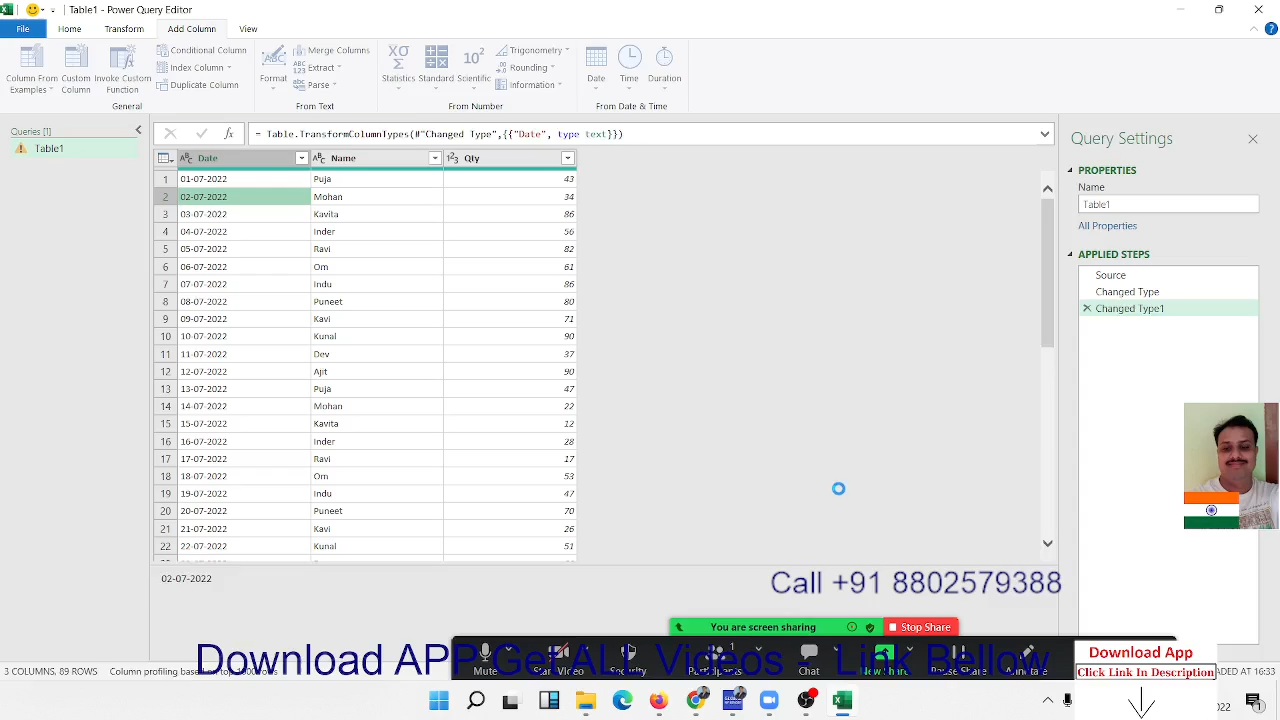 Table1 - Power Query Editor
File Home Transform Add Column View
Column From Examples
Custom Column
Invoke Custom Function
Conditional Column
Index Column
Duplicate Column
General
Format
Merge Columns
Extract
Parse
From Text
Statistics
Standard
Scientific
Trigonometry
Rounding
Information
From Number
Date
Time
Duration
From Date & Time
Queries [1]
Table1
= Table.TransformColumnTypes(#"Changed Type",{{"Date", type text}})
Date Name Qty
1 01-07-2022 Puja 43
2 02-07-2022 Mohan 34
3 03-07-2022 Kavita 86
4 04-07-2022 Inder 56
5 05-07-2022 Ravi 82
6 06-07-2022 Om 61
7 07-07-2022 Indu 86
8 08-07-2022 Puneet 80
9 09-07-2022 Kavi 71
10 10-07-2022 Kunal 90
11 11-07-2022 Dev 37
12 12-07-2022 Ajit 90
13 13-07-2022 Puja 47
14 14-07-2022 Mohan 22
15 15-07-2022 Kavita 12
16 16-07-2022 Inder 28
17 17-07-2022 Ravi 17
18 18-07-2022 Om 53
19 19-07-2022 Indu 47
20 20-07-2022 Puneet 70
21 21-07-2022 Kavi 26
22 22-07-2022 Kunal 51
02-07-2022
Query Settings
PROPERTIES
Name
Table1
All Properties
APPLIED STEPS
Source
Changed Type
Changed Type1
Call +91 8802579388
You are screen sharing Stop Share
Download APP Get ALL Videos - Link Bellow
Chat
3 COLUMNS, 89 ROWS
Download App
Click Link In Description